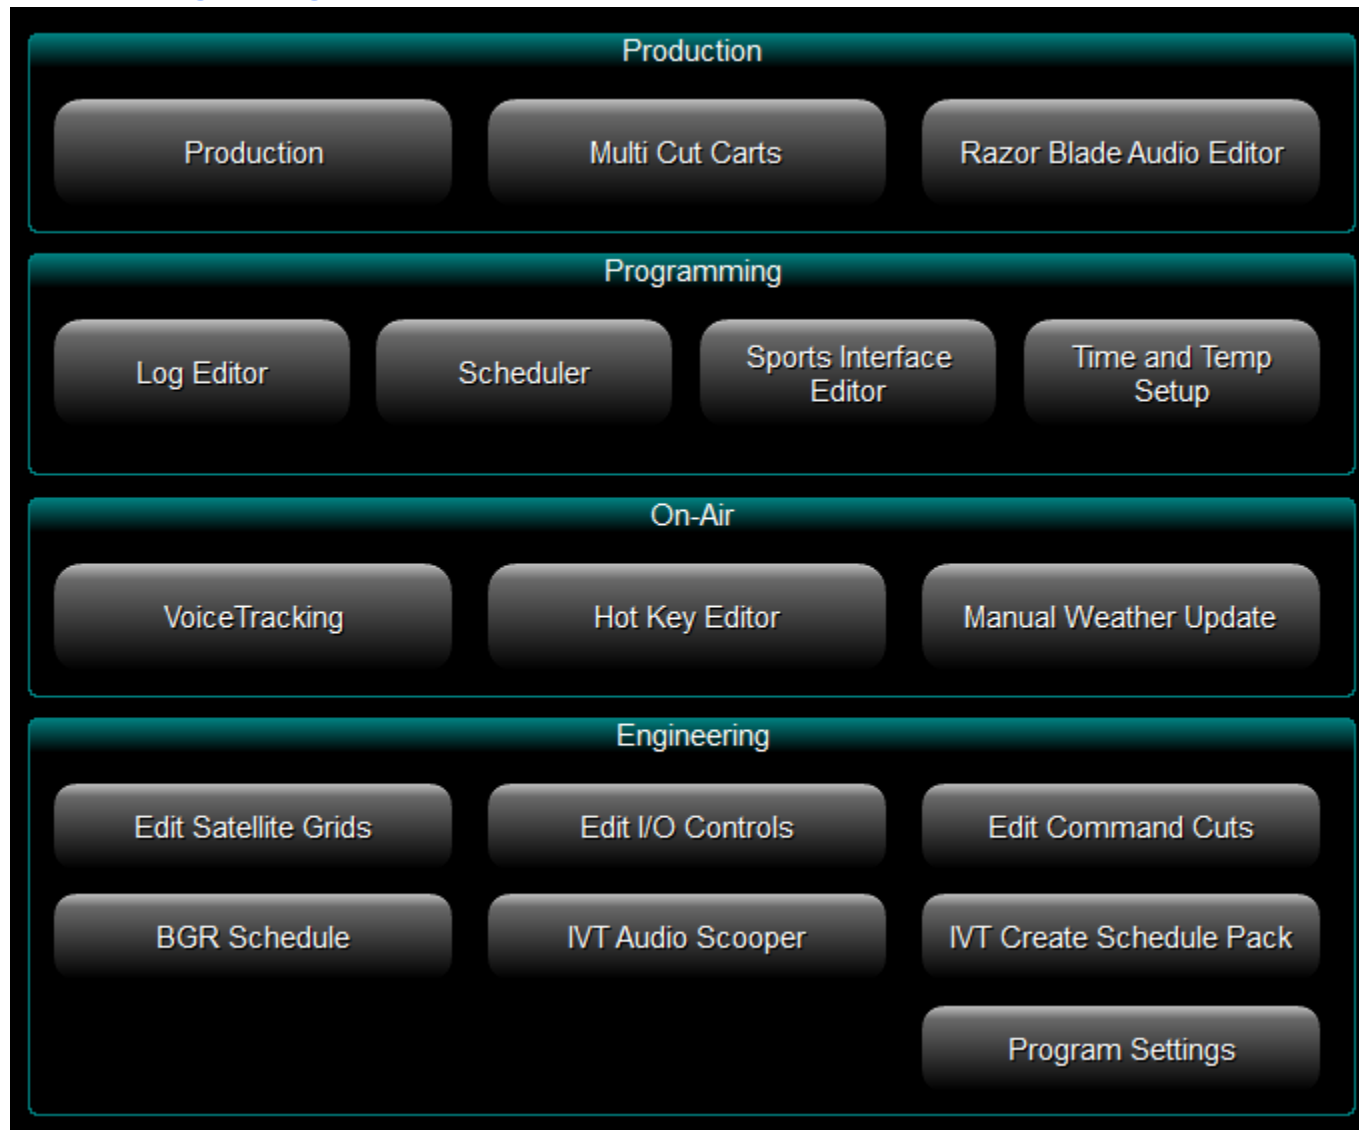 Production
Production
Multi Cut Carts
Razor Blade Audio Editor
Programming
Log Editor
Scheduler
Sports Interface
Editor
Time and Temp
Setup
On-Air
VoiceTracking
Hot Key Editor
Manual Weather Update
Engineering
Edit Satellite Grids
Edit I/O Controls
Edit Command Cuts
BGR Schedule
IVT Audio Scooper
IVT Create Schedule Pack
Program Settings